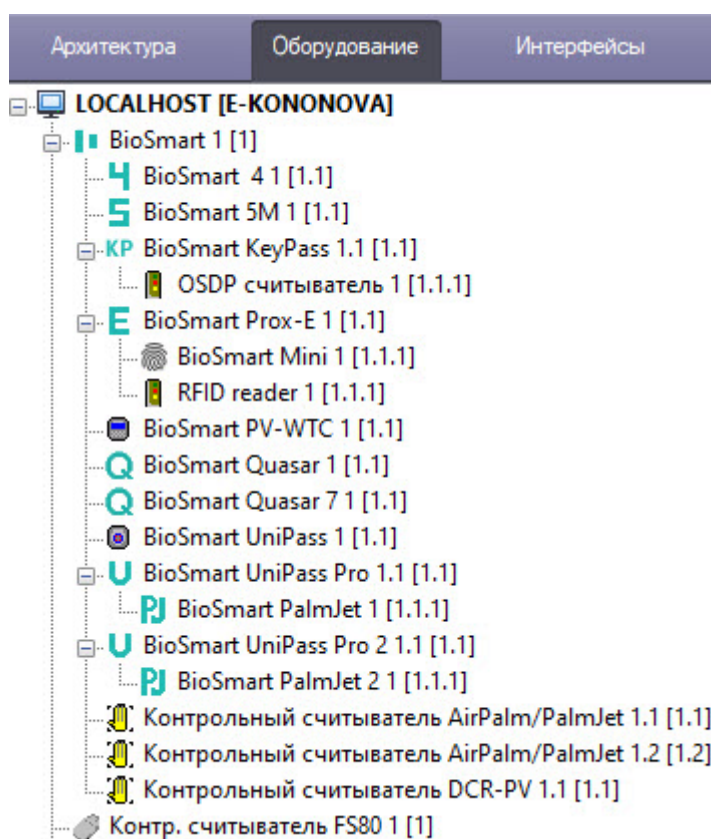 Архитектура Оборудование Интерфейсы
LOCALHOST [E-KONONOVA]
BioSmart 1 [1]
BioSmart 4 1 [1.1]
BioSmart 5M 1 [1.1]
KP BioSmart KeyPass 1.1 [1.1]
OSDP считыватель 1 [1.1.1]
BioSmart Prox-E 1 [1.1]
BioSmart Mini 1 [1.1.1]
RFID reader 1 [1.1.1]
BioSmart PV-WTC 1 [1.1]
BioSmart Quasar 1 [1.1]
BioSmart Quasar 7 1 [1.1]
BioSmart UniPass 1 [1.1]
BioSmart UniPass Pro 1.1 [1.1]
BioSmart PalmJet 1 [1.1.1]
BioSmart UniPass Pro 2 1.1 [1.1]
BioSmart PalmJet 2 1 [1.1.1]
Контрольный считыватель AirPalm/PalmJet 1.1 [1.1]
Контрольный считыватель AirPalm/PalmJet 1.2 [1.2]
Контрольный считыватель DCR-PV 1.1 [1.1]
Контр. считыватель FS80 1 [1]